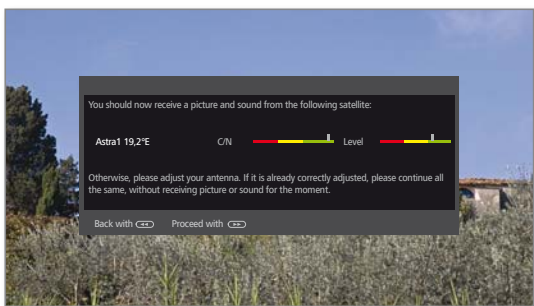 You should now receive a picture and sound from the following satellite:
Astra1 19,2°E C/N Level
Otherwise, please adjust your antenna. If it is already correctly adjusted, please continue all
the same, without receiving picture or sound for the moment.
Back with Proceed with